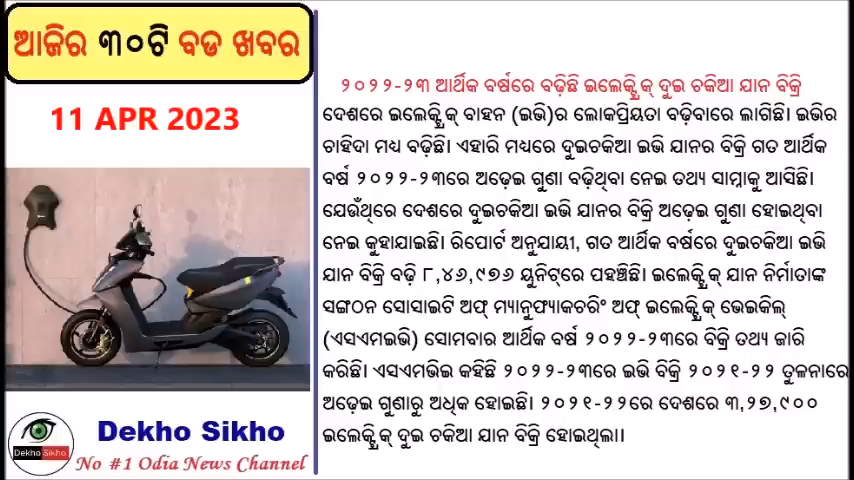 ଆଜିର ୩୦ଟି ବଡ ଖବର
11 APR 2023
୨୦୨୨-୨୩ ଆର୍ଥିକ ବର୍ଷରେ ବଢ଼ିଛି ଇଲେକ୍ଟ୍ରିକ୍ ଦୁଇ ଚକିଆ ଯାନ ବିକ୍ରି
ଦେଶରେ ଇଲେକ୍ଟ୍ରିକ୍ ବାହନ (ଇଭି)ର ଲୋକପ୍ରିୟତା ବଢ଼ିବାରେ ଲାଗିଛି। ଇଭିର
ଚାହିଦା ମଧ୍ୟ ବଢ଼ିଛି। ଏହାରି ମଧ୍ୟରେ ଦୁଇଚକିଆ ଇଭି ଯାନର ବିକ୍ରି ଗତ ଆର୍ଥିକ
ବର୍ଷ ୨୦୨୨-୨୩ରେ ଅଢ଼େଇ ଗୁଣା ବଢ଼ିଥିବା ନେଇ ତଥ୍ୟ ସାମ୍ନାକୁ ଆସିଛି।
ଯେଉଁଥିରେ ଦେଶରେ ଦୁଇଚକିଆ ଇଭି ଯାନର ବିକ୍ରି ଅଢ଼େଇ ଗୁଣା ହୋଇଥିବା
ନେଇ କୁହାଯାଇଛି। ରିପୋର୍ଟ ଅନୁଯାୟୀ, ଗତ ଆର୍ଥିକ ବର୍ଷରେ ଦୁଇଚକିଆ ଇଭି
ଯାନ ବିକ୍ରି ବଢ଼ି ୮,୪୬,୯୭୬ ୟୁନିଟ୍‌ରେ ପହଞ୍ଚିଛି। ଇଲେକ୍ଟ୍ରିକ୍ ଯାନ ନିର୍ମାତାଙ୍କ
ସଙ୍ଗଠନ ସୋସାଇଟି ଅଫ୍ ମ୍ୟାନୁଫ୍ୟାକଚରିଂ ଅଫ୍ ଇଲେକ୍ଟ୍ରିକ୍ ଭେଇକିଲ୍
(ଏସଏମଇଭି) ସୋମବାର ଆର୍ଥିକ ବର୍ଷ ୨୦୨୨-୨୩ରେ ବିକ୍ରି ତଥ୍ୟ ଜାରି
କରିଛି। ଏସଏମଭିଇ କହିଛି ୨୦୨୨-୨୩ରେ ଇଭି ବିକ୍ରି ୨୦୨୧-୨୨ ତୁଳନାରେ
ଅଢ଼େଇ ଗୁଣାରୁ ଅଧିକ ହୋଇଛି। ୨୦୨୧-୨୨ରେ ଦେଶରେ ୩,୨୭,୯୦୦
ଇଲେକ୍ଟ୍ରିକ୍ ଦୁଇ ଚକିଆ ଯାନ ବିକ୍ରି ହୋଇଥିଲା।
Dekho Sikho
Dekho Sikho
No #1 Odia News Channel